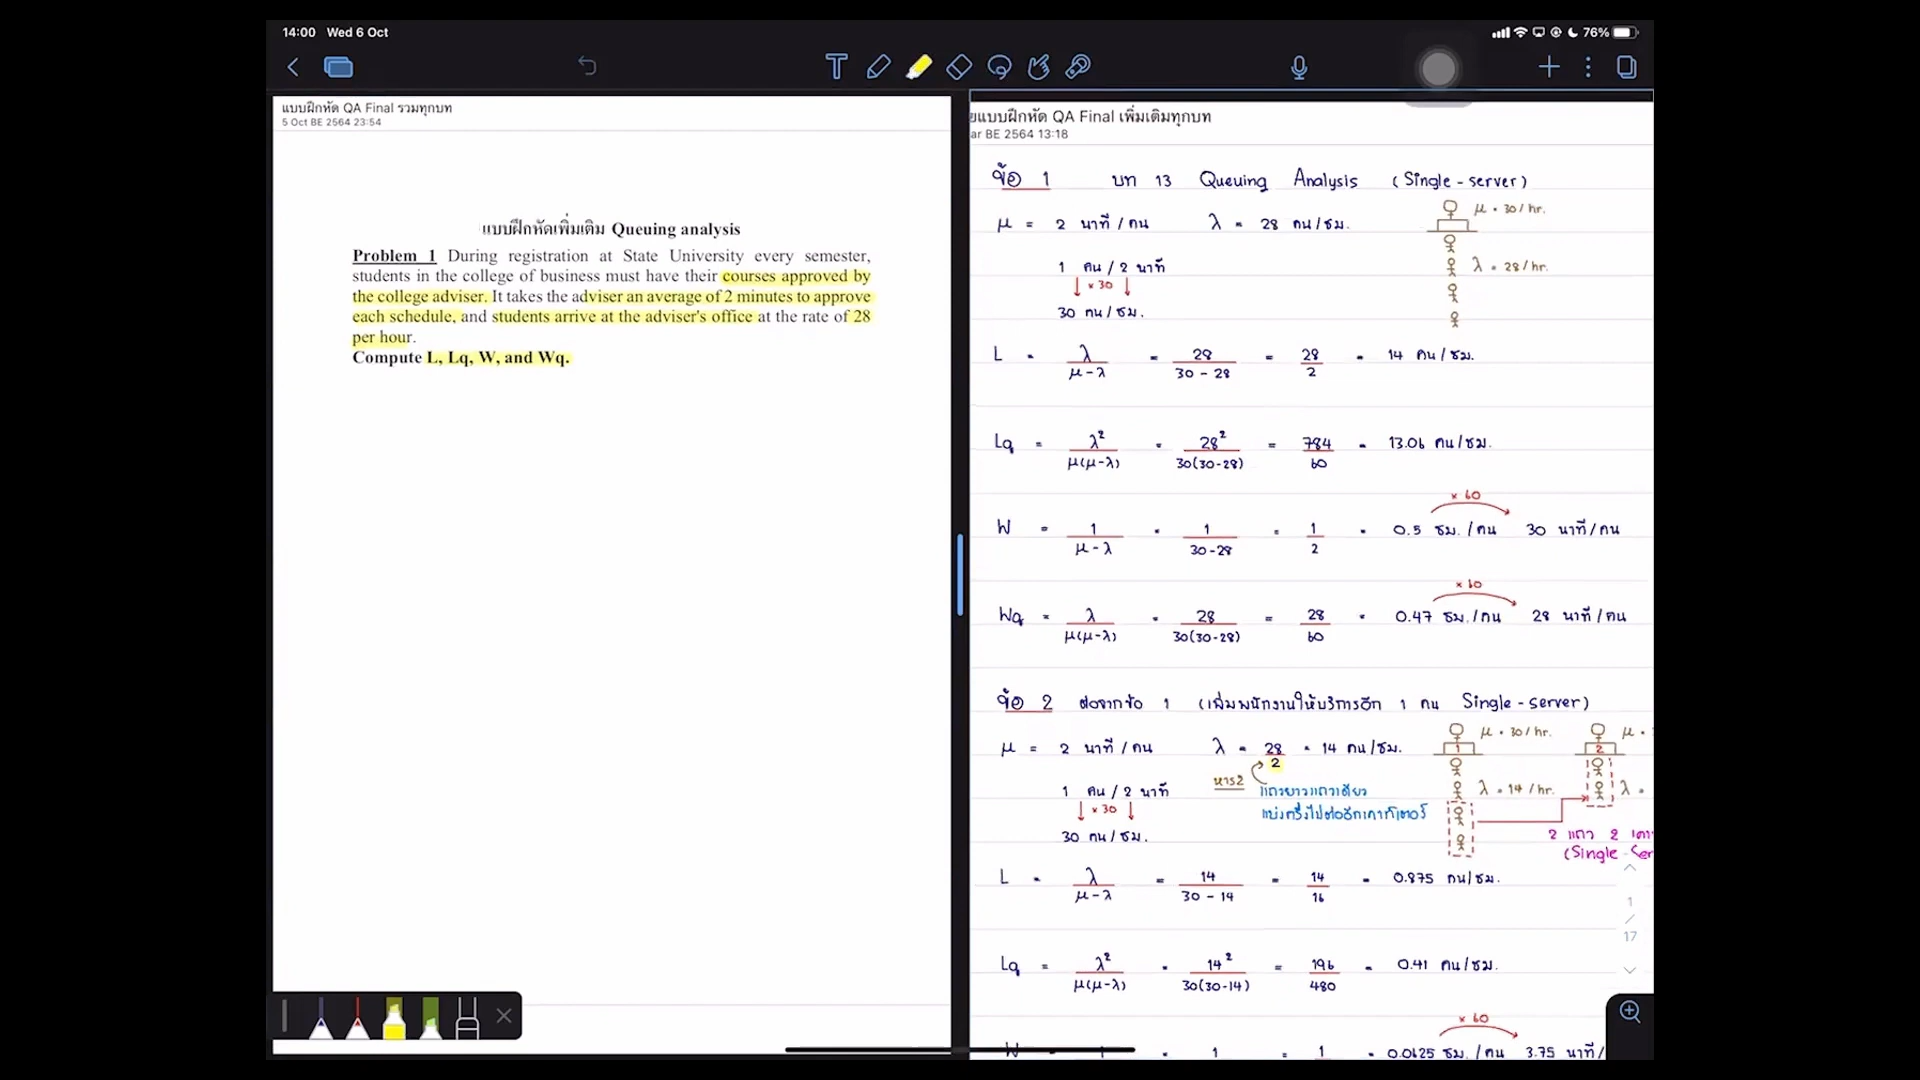 14:00 Wed 6 Oct
76%
แบบฝึกหัด QA Final รวมทุกบท
5 Oct BE 2564 23:54
แบบฝึกหัดเพิ่มเติม Queuing analysis
Problem 1 During registration at State University every semester,
students in the college of business must have their courses approved by
the college adviser. It takes the adviser an average of 2 minutes to approve
each schedule, and students arrive at the adviser's office at the rate of 28
per hour.
Compute L, Lq, W, and Wq.
ยแบบฝึกหัด QA Final เพิ่มเติมทุกบท
ar BE 2564 13:18
ข้อ 1 บท 13 Queuing Analysis (Single-server)
μ = 2 นาที/คน λ = 28 คน/ชม.
μ = 30/hr.
1 คน / 2 นาที
× 30
λ = 28/hr.
30 คน/ชม.
L = λ / μ-λ = 28 / 30-28 = 28 / 2 = 14 คน/ชม.
Lq = λ² / μ(μ-λ) = 28² / 30(30-28) = 784 / 60 = 13.06 คน/ชม.
× 60
W = 1 / μ-λ = 1 / 30-28 = 1 / 2 = 0.5 ชม./คน 30 นาที/คน
× 60
Wq = λ / μ(μ-λ) = 28 / 30(30-28) = 28 / 60 = 0.47 ชม./คน 28 นาที/คน
ข้อ 2 ต่อจากข้อ 1 (เพิ่มพนักงานให้บริการอีก 1 คน Single-server)
μ = 2 นาที/คน λ = 28 / 2 = 14 คน/ชม.
1 μ = 30/hr. 2 μ =
หาร2
1 คน / 2 นาที
× 30
แถวยาวแถวเดียว
แบ่งครึ่งไปต่ออีกเคาท์เตอร์
λ = 14/hr. λ =
30 คน/ชม.
2 แถว 2 เคา
(Single-Ser
L = λ / μ-λ = 14 / 30-14 = 14 / 16 = 0.875 คน/ชม.
1
/
17
Lq = λ² / μ(μ-λ) = 14² / 30(30-14) = 196 / 480 = 0.41 คน/ชม.
× 60
W = 1 = 1 = 1 = 0.0625 ชม./คน 3.75 นาที/